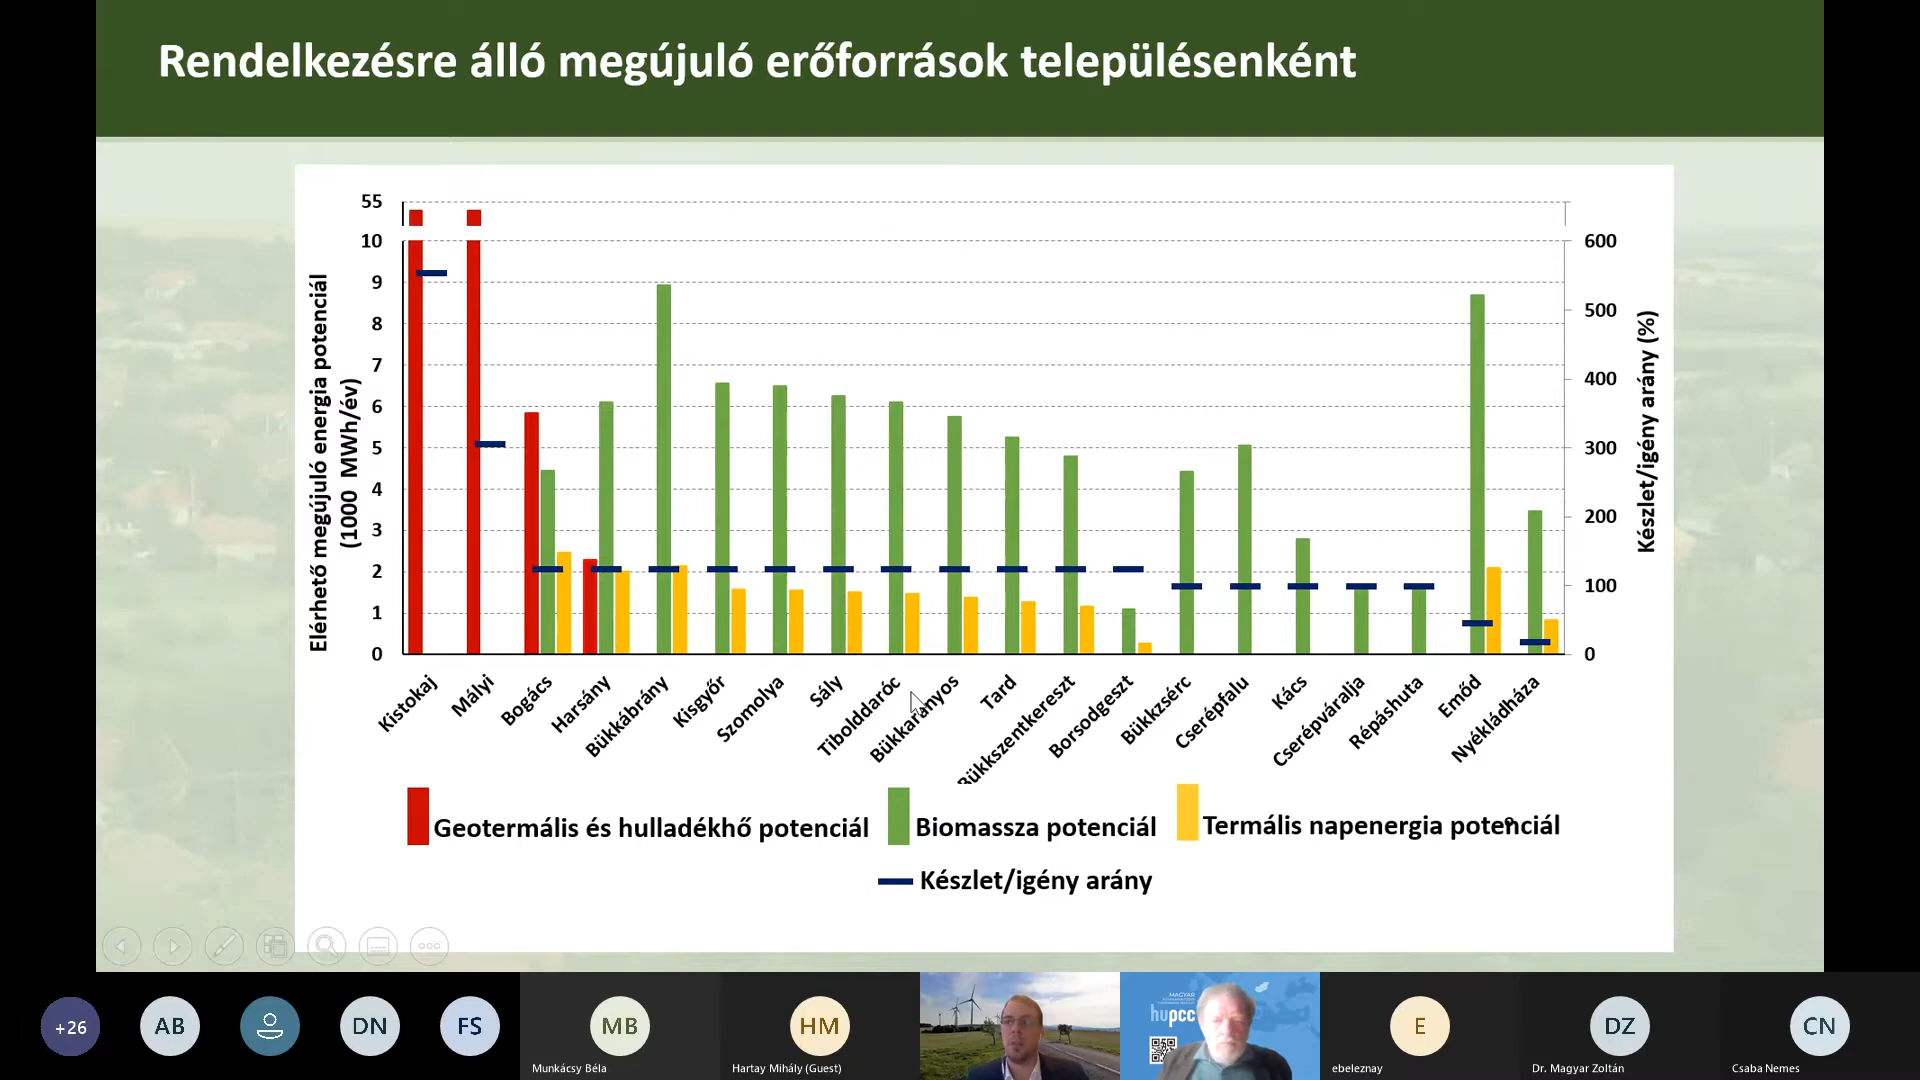 Rendelkezésre álló megújuló erőforrások településenként
Elérhető megújuló energia potenciál
(1000 MWh/év)
55
10
9
8
7
6
5
4
3
2
1
0
600
500
400
300
200
100
0
Készlet/igény arány (%)
Kistokaj
Mályi
Bogács
Harsány
Bükkábrány
Kisgyőr
Szomolya
Sály
Tibolddaróc
Bükkaranyos
Tard
Bükkszentkereszt
Borsodgeszt
Bükkzsérc
Cserépfalu
Kács
Cserépváralja
Répáshuta
Emőd
Nyékládháza
Geotermális és hulladékhő potenciál
Biomassza potenciál
Termális napenergia potenciál
Készlet/igény arány
+26
AB
DN
FS
MB
Munkácsy Béla
HM
Hartay Mihály (Guest)
MAGYAR
hupcc
E
ebeleznay
DZ
Dr. Magyar Zoltán
CN
Csaba Nemes